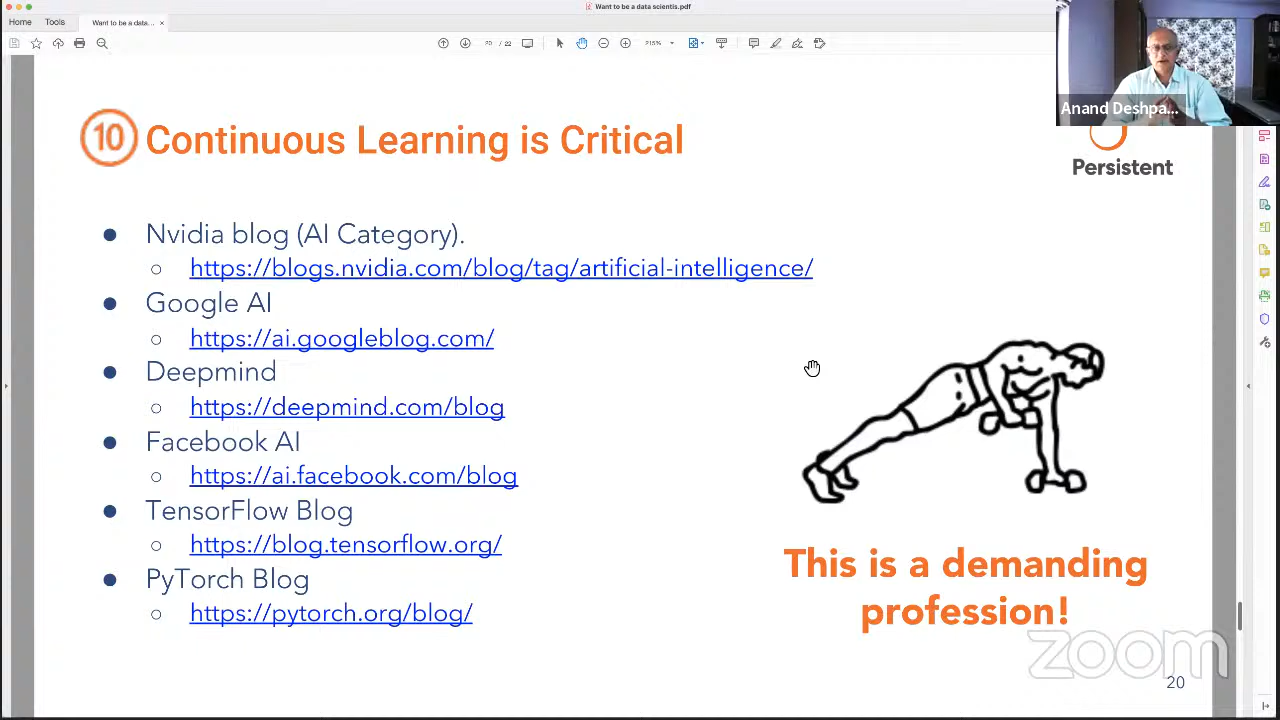 Want to be a data scientis.pdf
Home
Tools
Want to be a data...
20 / 22
215%
Anand Deshpa...
10 Continuous Learning is Critical
Persistent
Nvidia blog (AI Category).
https://blogs.nvidia.com/blog/tag/artificial-intelligence/
Google AI
https://ai.googleblog.com/
Deepmind
https://deepmind.com/blog
Facebook AI
https://ai.facebook.com/blog
TensorFlow Blog
https://blog.tensorflow.org/
PyTorch Blog
https://pytorch.org/blog/
This is a demanding
profession!
zoom
20